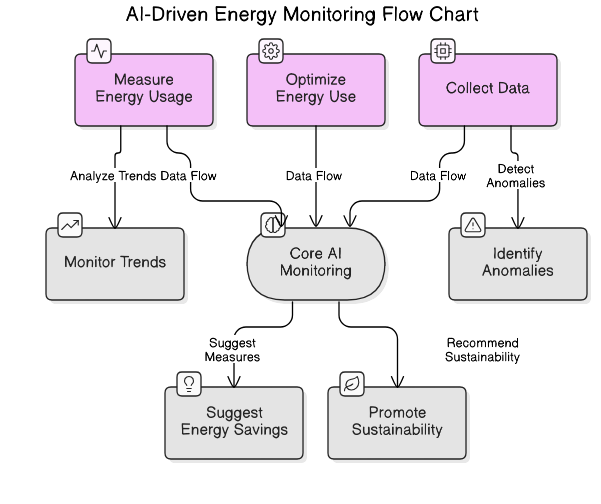 AI-Driven Energy Monitoring Flow Chart
Measure
Energy Usage
Optimize
Energy Use
Collect Data
Analyze Trends
Data Flow
Data Flow
Data Flow
Detect
Anomalies
Monitor Trends
Core AI
Monitoring
Identify
Anomalies
Suggest
Measures
Recommend
Sustainability
Suggest
Energy Savings
Promote
Sustainability